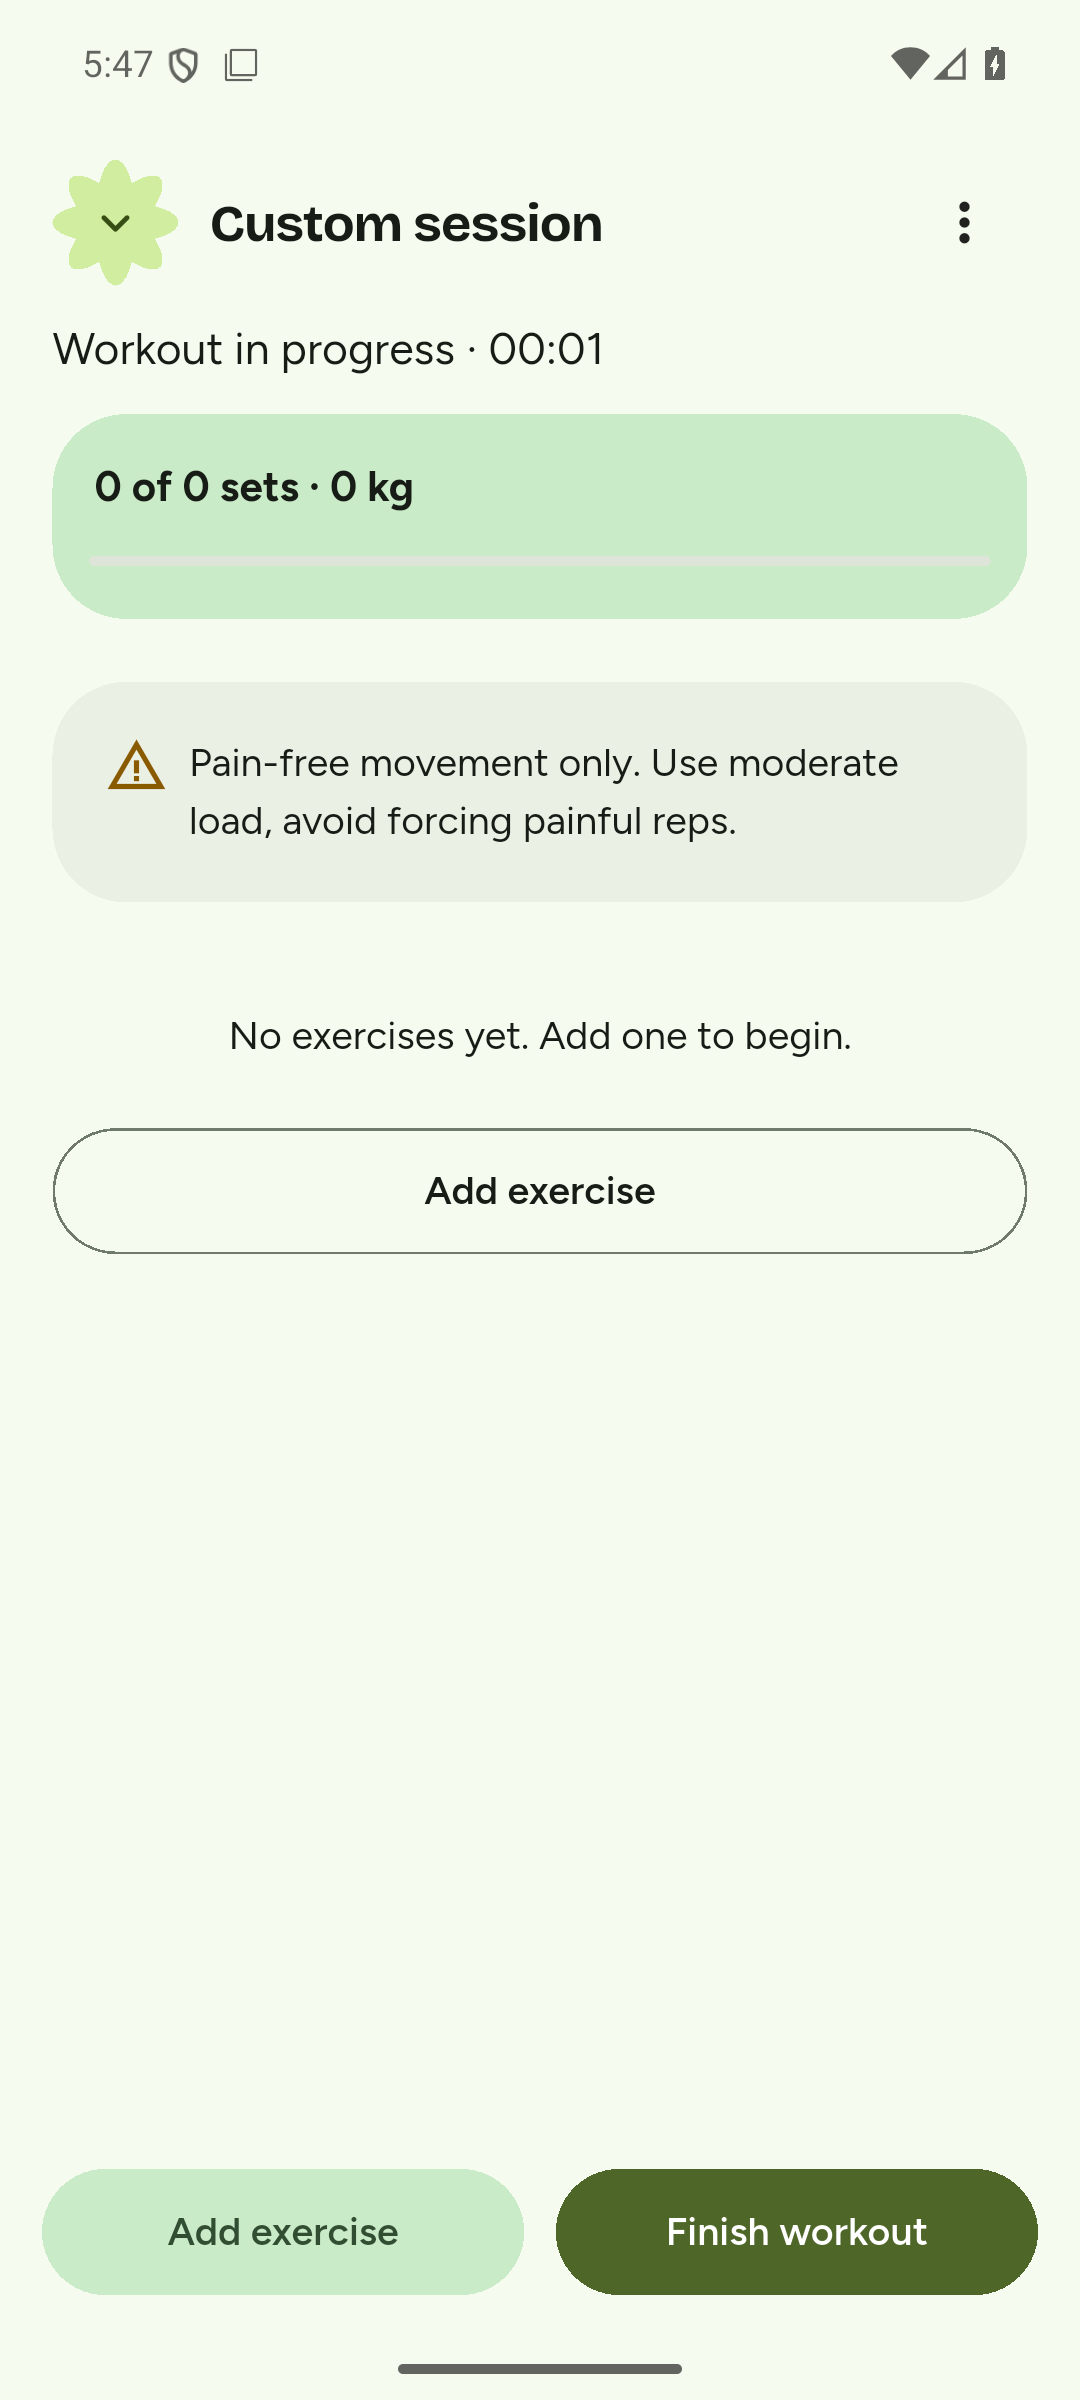 5:47
Custom session
Workout in progress · 00:01
0 of 0 sets · 0 kg
Pain-free movement only. Use moderate
load, avoid forcing painful reps.
No exercises yet. Add one to begin.
Add exercise
Add exercise
Finish workout